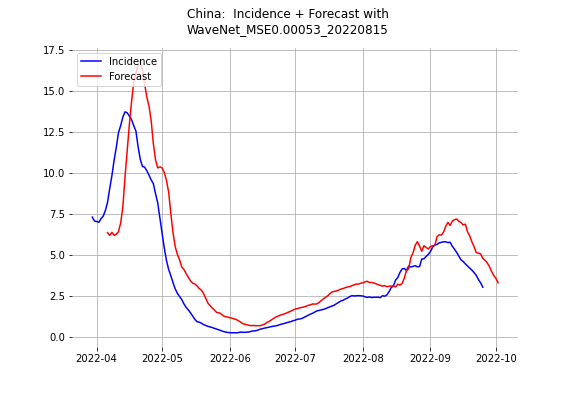 China:  Incidence + Forecast with
WaveNet_MSE0.00053_20220815
17.5
Incidence
Forecast
15.0
12.5
10.0
7.5
5.0
2.5
0.0
2022-04 2022-05 2022-06 2022-07 2022-08 2022-09 2022-10